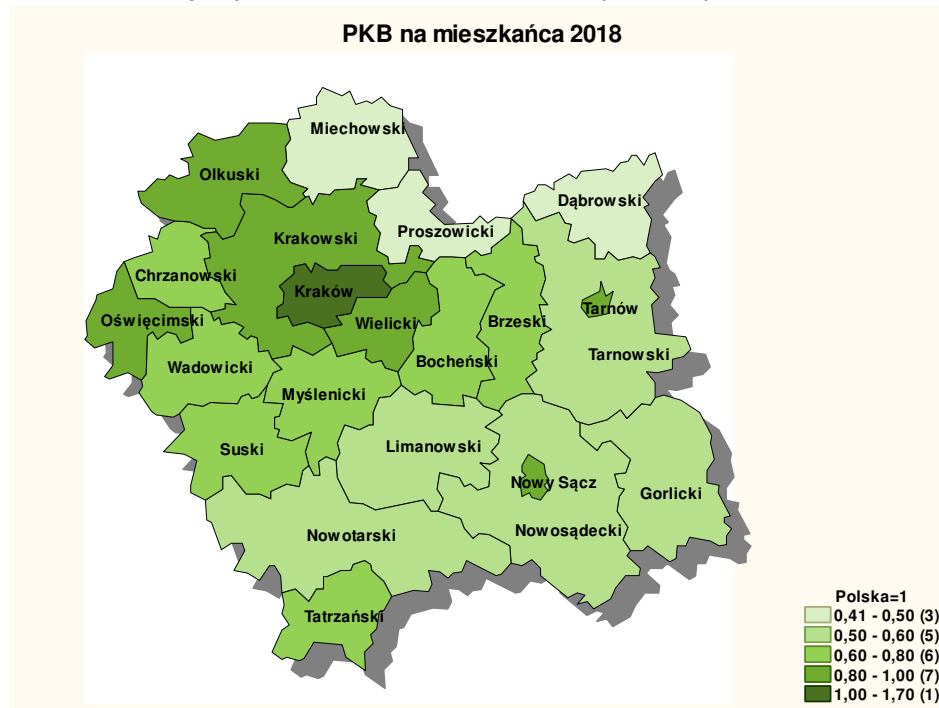 PKB na mieszkańca 2018
Miechowski
Olkuski
Dąbrowski
Proszowicki
Krakowski
Chrzanowski
Kraków
Tarnów
Oświęcimski
Wielicki
Brzeski
Tarnowski
Bocheński
Wadowicki
Myślenicki
Limanowski
Suski
Nowy Sącz
Gorlicki
Nowosądecki
Nowotarski
Tatrzański
Polska=1
0,41 - 0,50 (3)
0,50 - 0,60 (5)
0,60 - 0,80 (6)
0,80 - 1,00 (7)
1,00 - 1,70 (1)